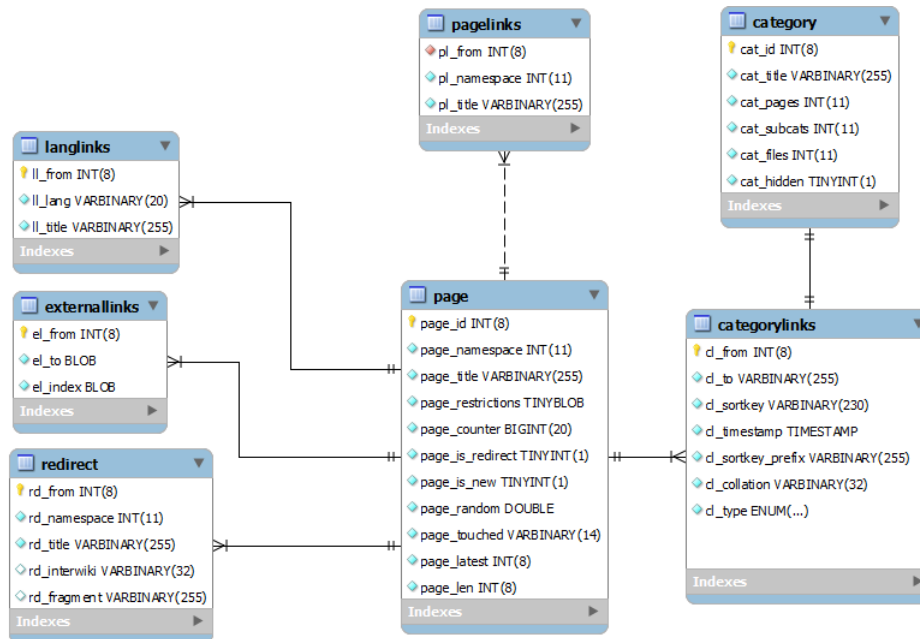 pagelinks
pl_from INT(8)
pl_namespace INT(11)
pl_title VARBINARY(255)
Indexes
category
cat_id INT(8)
cat_title VARBINARY(255)
cat_pages INT(11)
cat_subcats INT(11)
cat_files INT(11)
cat_hidden TINYINT(1)
Indexes
langlinks
ll_from INT(8)
ll_lang VARBINARY(20)
ll_title VARBINARY(255)
Indexes
externallinks
el_from INT(8)
el_to BLOB
el_index BLOB
Indexes
redirect
rd_from INT(8)
rd_namespace INT(11)
rd_title VARBINARY(255)
rd_interwiki VARBINARY(32)
rd_fragment VARBINARY(255)
Indexes
page
page_id INT(8)
page_namespace INT(11)
page_title VARBINARY(255)
page_restrictions TINYBLOB
page_counter BIGINT(20)
page_is_redirect TINYINT(1)
page_is_new TINYINT(1)
page_random DOUBLE
page_touched VARBINARY(14)
page_latest INT(8)
page_len INT(8)
Indexes
categorylinks
cl_from INT(8)
cl_to VARBINARY(255)
cl_sortkey VARBINARY(230)
cl_timestamp TIMESTAMP
cl_sortkey_prefix VARBINARY(255)
cl_collation VARBINARY(32)
cl_type ENUM(...)
Indexes